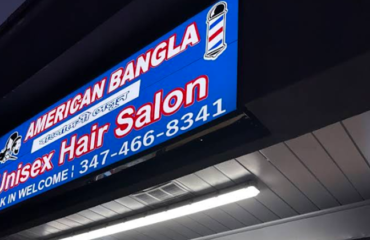 AMERICAN BANGLA
Unisex Hair Salon
K IN WELCOME 347-466-8341